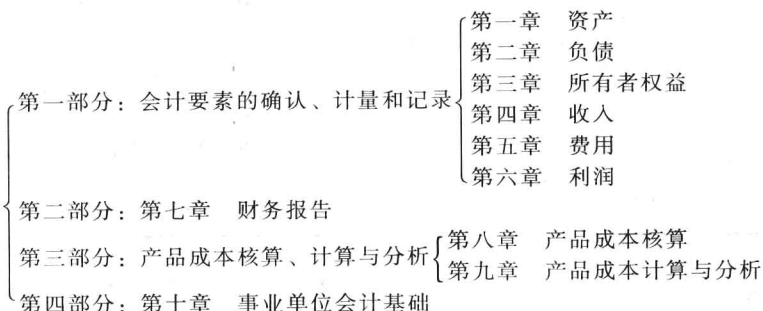 第一部分：会计要素的确认、计量和记录
第一章 资产
第二章 负债
第三章 所有者权益
第四章 收入
第五章 费用
第六章 利润
第二部分：第七章 财务报告
第三部分：产品成本核算、计算与分析
第八章 产品成本核算
第九章 产品成本计算与分析
第四部分：第十章 事业单位会计基础